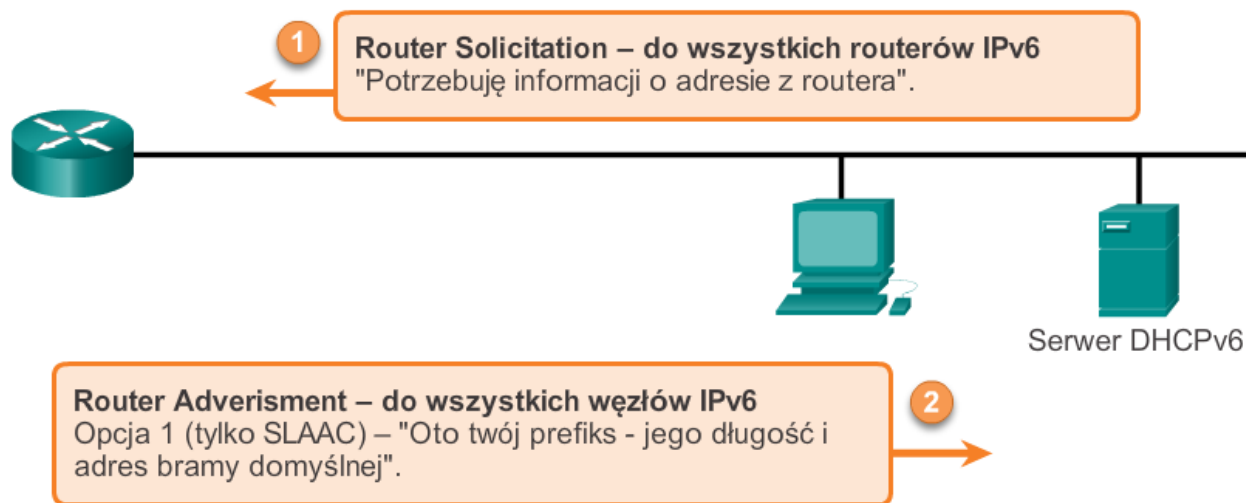 1
Router Solicitation – do wszystkich routerów IPv6
"Potrzebuję informacji o adresie z routera".
Serwer DHCPv6
Router Adverisment – do wszystkich węzłów IPv6
Opcja 1 (tylko SLAAC) – "Oto twój prefiks - jego długość i
adres bramy domyślnej".
2